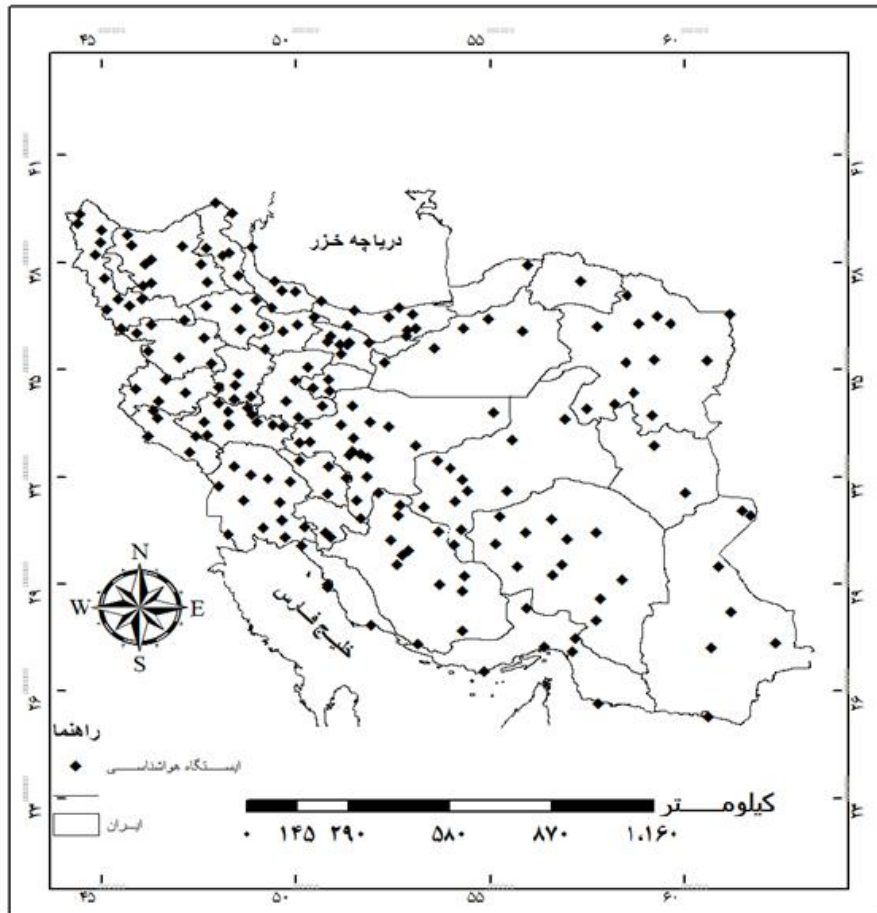 ۴۵ ۵۰ ۵۵ ۶۰
۴۱ ۴۱
دریاچه خزر
۳۸ ۳۸
۳۵ ۳۵
۳۲ ۳۲
N
W E
S
۲۹ ۲۹
خلیج فارس
۲۶ ۲۶
راهنما
ایستگاه هواشناسی
۲۳ ۲۳
ایران
کیلومتر
۰ ۱۴۵ ۲۹۰ ۵۸۰ ۸۷۰ ۱،۱۶۰
۴۵ ۵۰ ۵۵ ۶۰